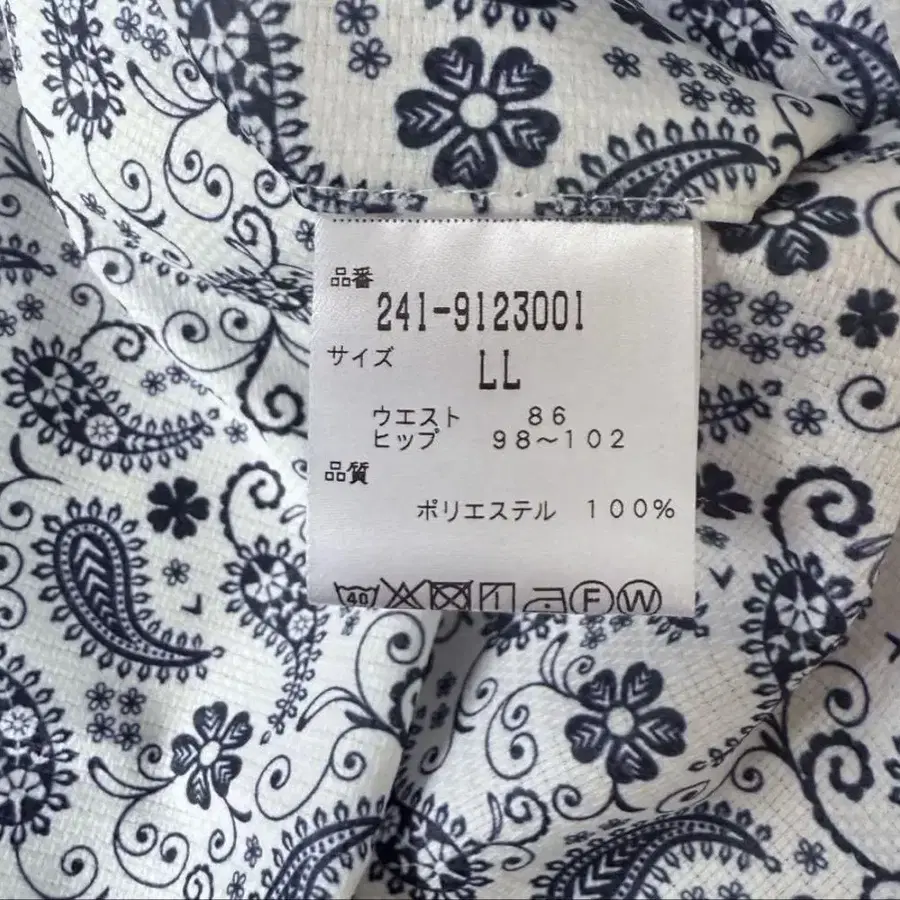 品番
241-9123001
サイズ
LL
ウエスト 86
ヒップ 98〜102
品質
ポリエステル 100%
40 F W